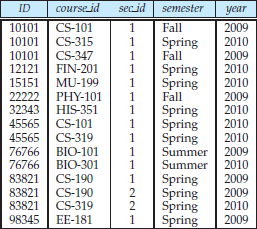 ID course_id sec_id semester year
10101 CS-101 1 Fall 2009
10101 CS-315 1 Spring 2010
10101 CS-347 1 Fall 2009
12121 FIN-201 1 Spring 2010
15151 MU-199 1 Spring 2010
22222 PHY-101 1 Fall 2009
32343 HIS-351 1 Spring 2010
45565 CS-101 1 Spring 2010
45565 CS-319 1 Spring 2010
76766 BIO-101 1 Summer 2009
76766 BIO-301 1 Summer 2010
83821 CS-190 1 Spring 2009
83821 CS-190 2 Spring 2009
83821 CS-319 2 Spring 2010
98345 EE-181 1 Spring 2009